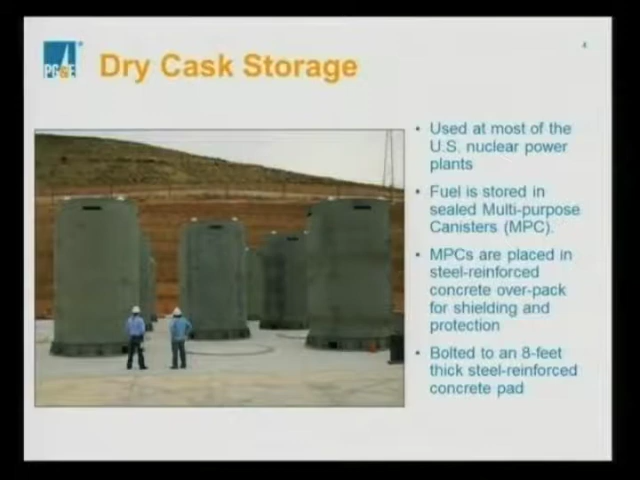 4
PG&E
Dry Cask Storage
• Used at most of the
U.S. nuclear power
plants
• Fuel is stored in
sealed Multi-purpose
Canisters (MPC).
• MPCs are placed in
steel-reinforced
concrete over-pack
for shielding and
protection
• Bolted to an 8-feet
thick steel-reinforced
concrete pad